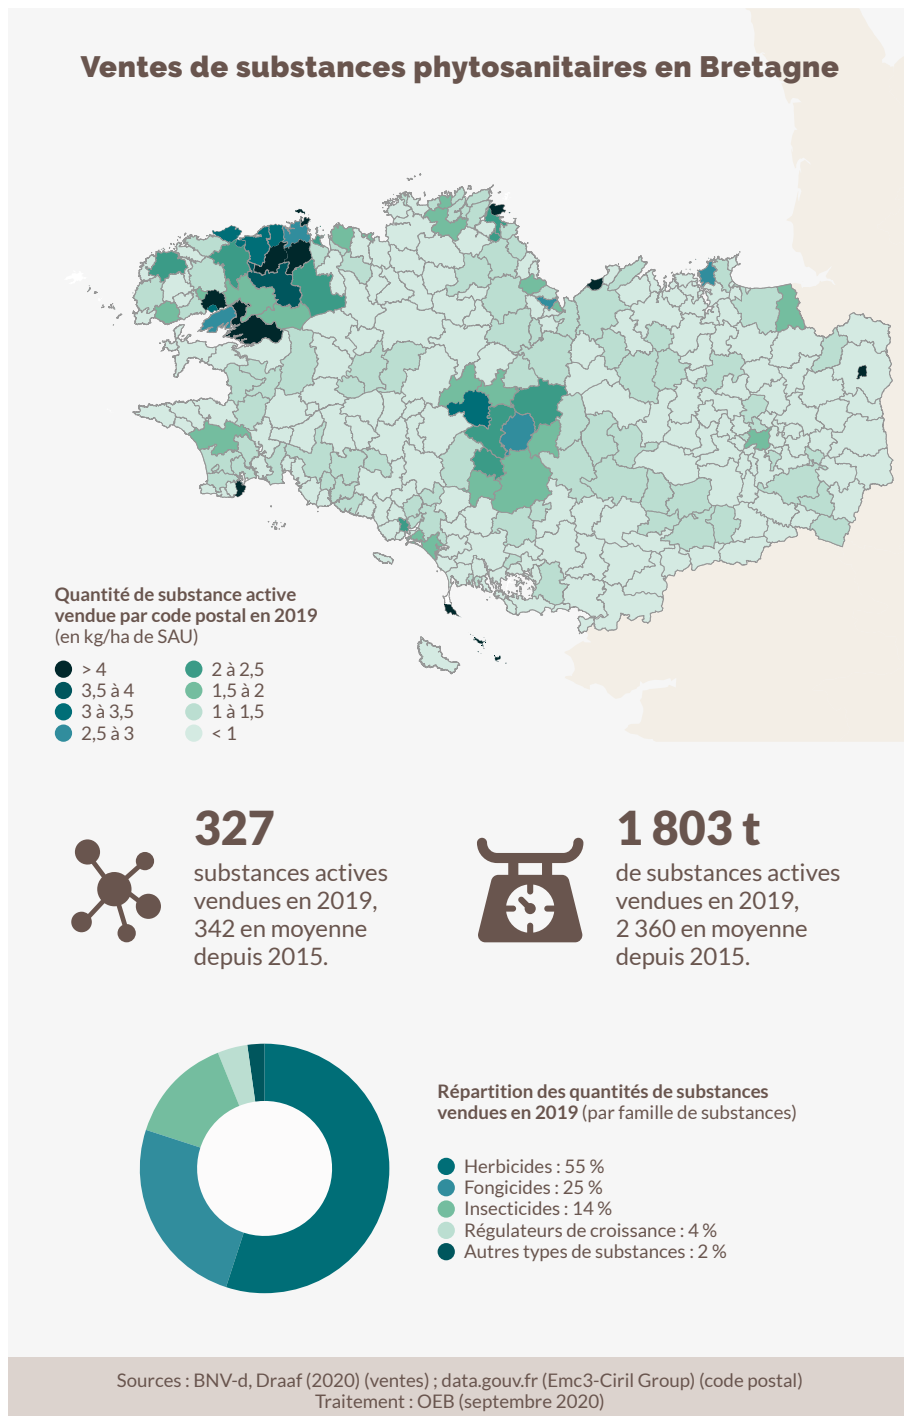 Ventes de substances phytosanitaires en Bretagne
Quantité de substance active
vendue par code postal en 2019
(en kg/ha de SAU)
> 4
3,5 à 4
3 à 3,5
2,5 à 3
2 à 2,5
1,5 à 2
1 à 1,5
< 1
327
substances actives
vendues en 2019,
342 en moyenne
depuis 2015.
1 803 t
de substances actives
vendues en 2019,
2 360 en moyenne
depuis 2015.
Répartition des quantités de substances
vendues en 2019 (par famille de substances)
Herbicides : 55 %
Fongicides : 25 %
Insecticides : 14 %
Régulateurs de croissance : 4 %
Autres types de substances : 2 %
Sources : BNV-d, Draaf (2020) (ventes) ; data.gouv.fr (Emc3-Ciril Group) (code postal)
Traitement : OEB (septembre 2020)